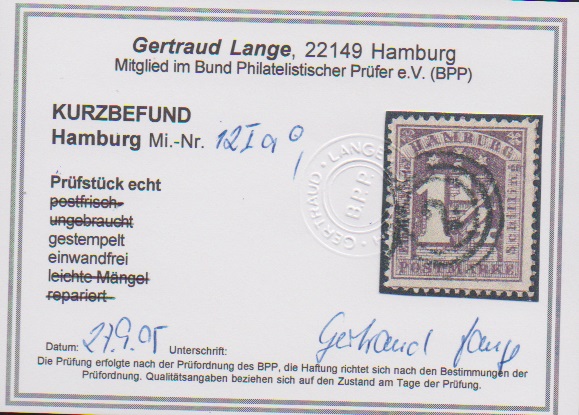 Gertraud Lange, 22149 Hamburg
Mitglied im Bund Philatelistischer Prüfer e.V. (BPP)
KURZBEFUND
Hamburg Mi.-Nr. 12 I a
Prüfstück echt
postfrisch
ungebraucht
gestempelt
einwandfrei
leichte Mängel
repariert
HAMBURG
Schilling
POSTMARKE
LANGE
BPP
GERTRAUD
Datum: 27.9.05 Unterschrift: Gertraud Lange
Die Prüfung erfolgte nach der Prüfordnung des BPP, die Haftung richtet sich nach den Bestimmungen der
Prüfordnung. Qualitätsangaben beziehen sich auf den Zustand am Tage der Prüfung.